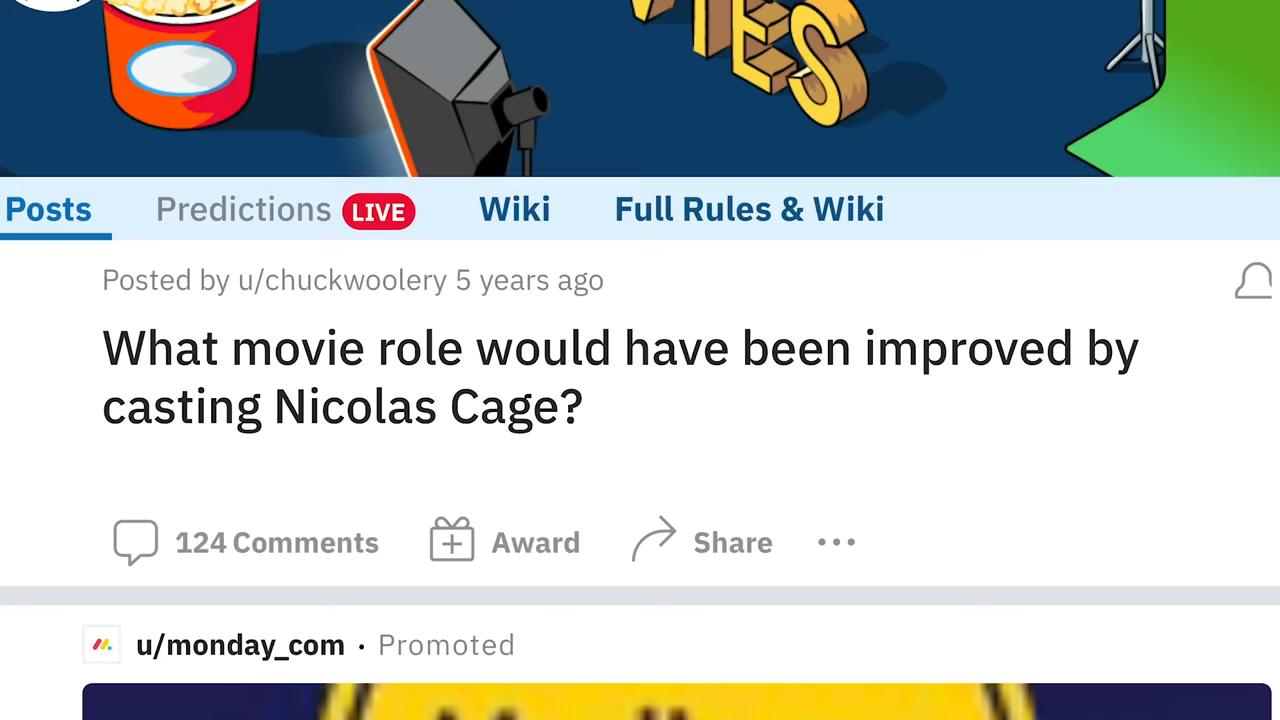 IES
Posts Predictions LIVE Wiki Full Rules & Wiki
Posted by u/chuckwoolery 5 years ago
What movie role would have been improved by
casting Nicolas Cage?
124 Comments Award Share
u/monday_com · Promoted